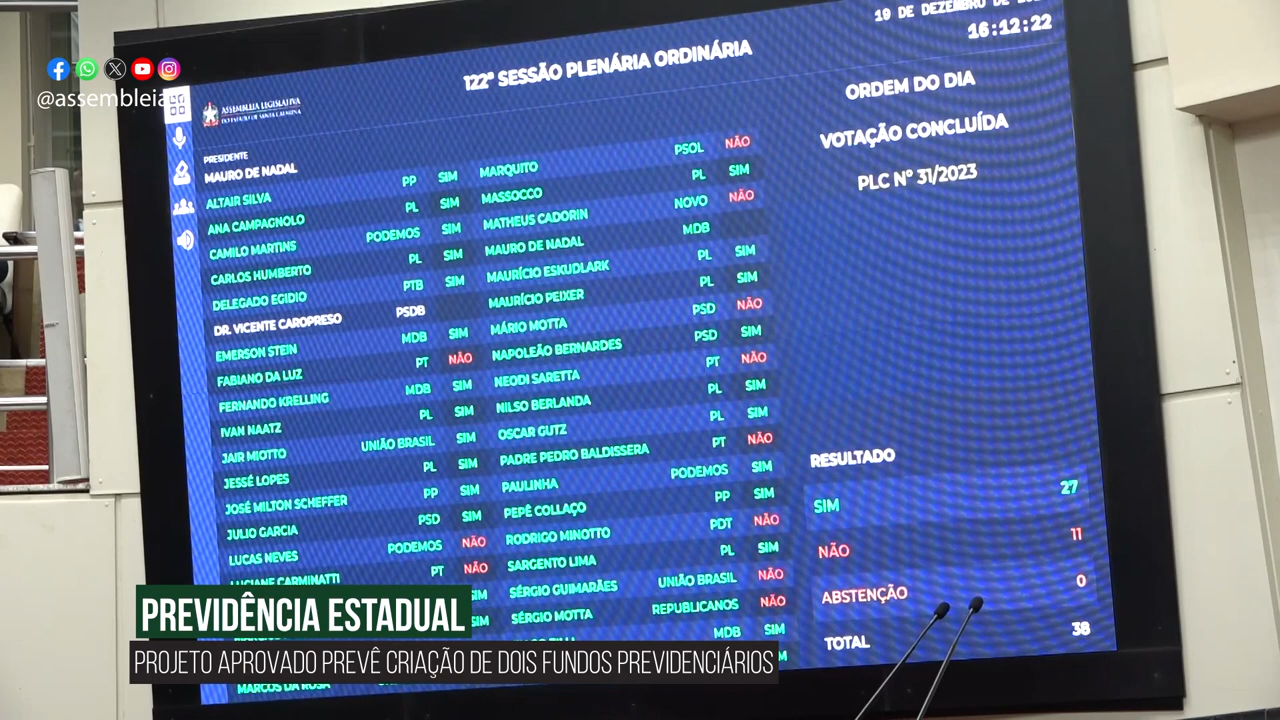 @assembleia
19 DE DEZEMBRO DE
16:12:22
122ª SESSÃO PLENÁRIA ORDINÁRIA
ASSEMBLEIA LEGISLATIVA
DO ESTADO DE SANTA CATARINA
PRESIDENTE
MAURO DE NADAL
ALTAIR SILVA PP SIM
ANA CAMPAGNOLO PL SIM
CAMILO MARTINS PODEMOS SIM
CARLOS HUMBERTO PL SIM
DELEGADO EGIDIO PTB SIM
DR. VICENTE CAROPRESO PSDB
EMERSON STEIN MDB SIM
FABIANO DA LUZ PT NÃO
FERNANDO KRELLING MDB SIM
IVAN NAATZ PL SIM
JAIR MIOTTO UNIÃO BRASIL SIM
JESSÉ LOPES PL SIM
JOSÉ MILTON SCHEFFER PP SIM
JULIO GARCIA PSD SIM
LUCAS NEVES PODEMOS NÃO
LUCIANE CARMINATTI PT NÃO
SIM
SIM
MARCOS DA ROSA
MARQUITO PSOL NÃO
MASSOCCO PL SIM
MATHEUS CADORIN NOVO NÃO
MAURO DE NADAL MDB
MAURÍCIO ESKUDLARK PL SIM
MAURÍCIO PEIXER PL SIM
MÁRIO MOTTA PSD NÃO
NAPOLEÃO BERNARDES PSD SIM
NEODI SARETTA PT NÃO
NILSO BERLANDA PL SIM
OSCAR GUTZ PL SIM
PADRE PEDRO BALDISSERA PT NÃO
PAULINHA PODEMOS SIM
PEPÊ COLLAÇO PP SIM
RODRIGO MINOTTO PDT NÃO
SARGENTO LIMA PL SIM
SÉRGIO GUIMARÃES UNIÃO BRASIL NÃO
SÉRGIO MOTTA REPUBLICANOS NÃO
MDB SIM
ORDEM DO DIA
VOTAÇÃO CONCLUÍDA
PLC Nº 31/2023
RESULTADO
SIM 27
NÃO 11
ABSTENÇÃO 0
TOTAL 38
PREVIDÊNCIA ESTADUAL
PROJETO APROVADO PREVÊ CRIAÇÃO DE DOIS FUNDOS PREVIDENCIÁRIOS